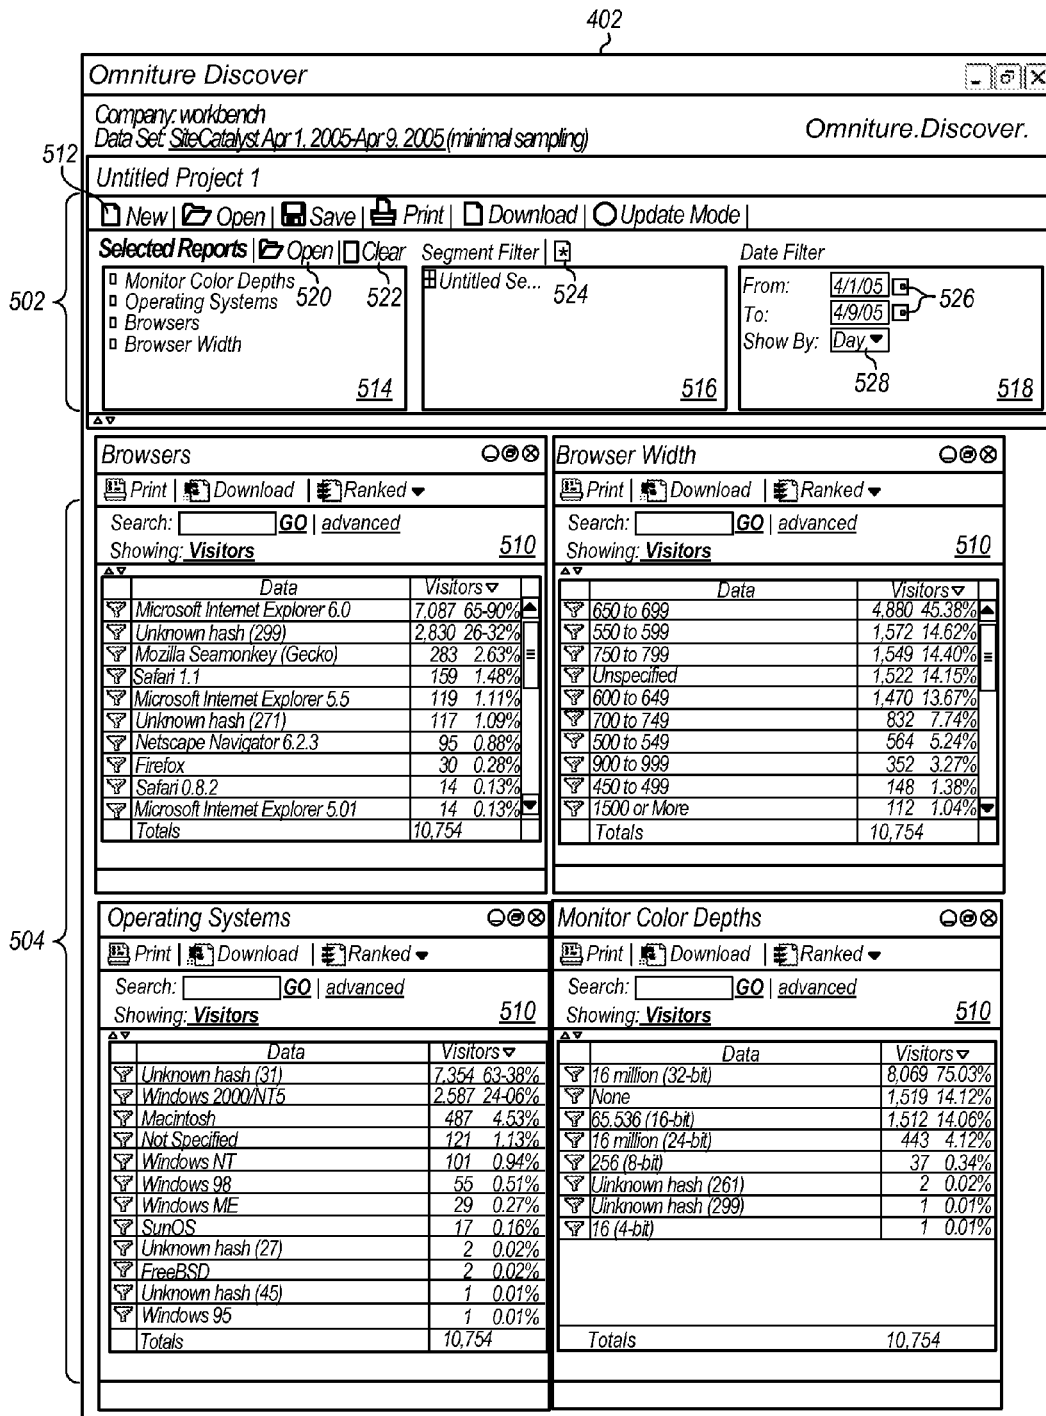 402
Omniture Discover
Company: workbench
Data Set: SiteCatalyst Apr 1, 2005-Apr 9, 2005 (minimal sampling)
Omniture.Discover.
512
Untitled Project 1
New | Open | Save | Print | Download | Update Mode |
502
Selected Reports | Open | Clear
Monitor Color Depths
Operating Systems
Browsers
Browser Width
520
522
514
Segment Filter |
Untitled Se...
524
516
Date Filter
From: 4/1/05
To: 4/9/05
526
Show By: Day
528
518
504
Browsers
Print | Download | Ranked
Search: GO | advanced
Showing: Visitors
510
Data Visitors
Microsoft Internet Explorer 6.0 7,087 65-90%
Unknown hash (299) 2,830 26-32%
Mozilla Seamonkey (Gecko) 283 2.63%
Safari 1.1 159 1.48%
Microsoft Internet Explorer 5.5 119 1.11%
Unknown hash (271) 117 1.09%
Netscape Navigator 6.2.3 95 0.88%
Firefox 30 0.28%
Safari 0.8.2 14 0.13%
Microsoft Internet Explorer 5.01 14 0.13%
Totals 10,754
Browser Width
Print | Download | Ranked
Search: GO | advanced
Showing: Visitors
510
Data Visitors
650 to 699 4,880 45.38%
550 to 599 1,572 14.62%
750 to 799 1,549 14.40%
Unspecified 1,522 14.15%
600 to 649 1,470 13.67%
700 to 749 832 7.74%
500 to 549 564 5.24%
900 to 999 352 3.27%
450 to 499 148 1.38%
1500 or More 112 1.04%
Totals 10,754
Operating Systems
Print | Download | Ranked
Search: GO | advanced
Showing: Visitors
510
Data Visitors
Unknown hash (31) 7.354 63-38%
Windows 2000/NT5 2.587 24-06%
Macintosh 487 4.53%
Not Specified 121 1.13%
Windows NT 101 0.94%
Windows 98 55 0.51%
Windows ME 29 0.27%
SunOS 17 0.16%
Unknown hash (27) 2 0.02%
FreeBSD 2 0.02%
Unknown hash (45) 1 0.01%
Windows 95 1 0.01%
Totals 10,754
Monitor Color Depths
Print | Download | Ranked
Search: GO | advanced
Showing: Visitors
510
Data Visitors
16 million (32-bit) 8,069 75.03%
None 1,519 14.12%
65.536 (16-bit) 1.512 14.06%
16 million (24-bit) 443 4.12%
256 (8-bit) 37 0.34%
Uinknown hash (261) 2 0.02%
Uinknown hash (299) 1 0.01%
16 (4-bit) 1 0.01%
Totals 10,754